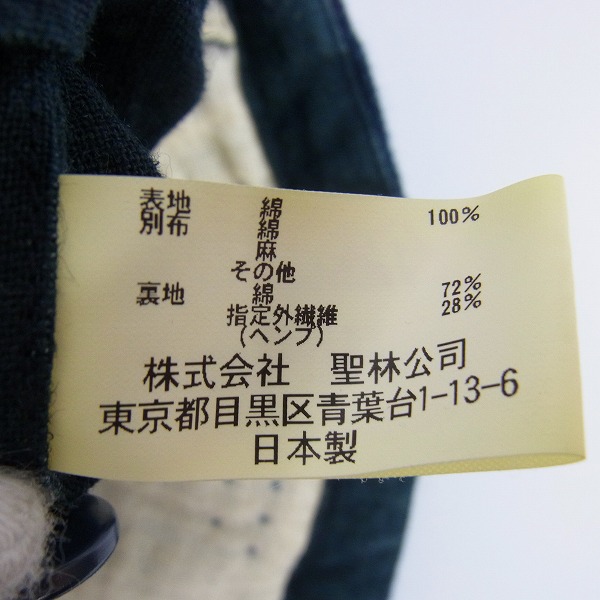 表地 綿 100%
別布 綿
麻
その他
裏地 綿 72%
指定外繊維 28%
(ヘンプ)
株式会社 聖林公司
東京都目黒区青葉台1-13-6
日本製